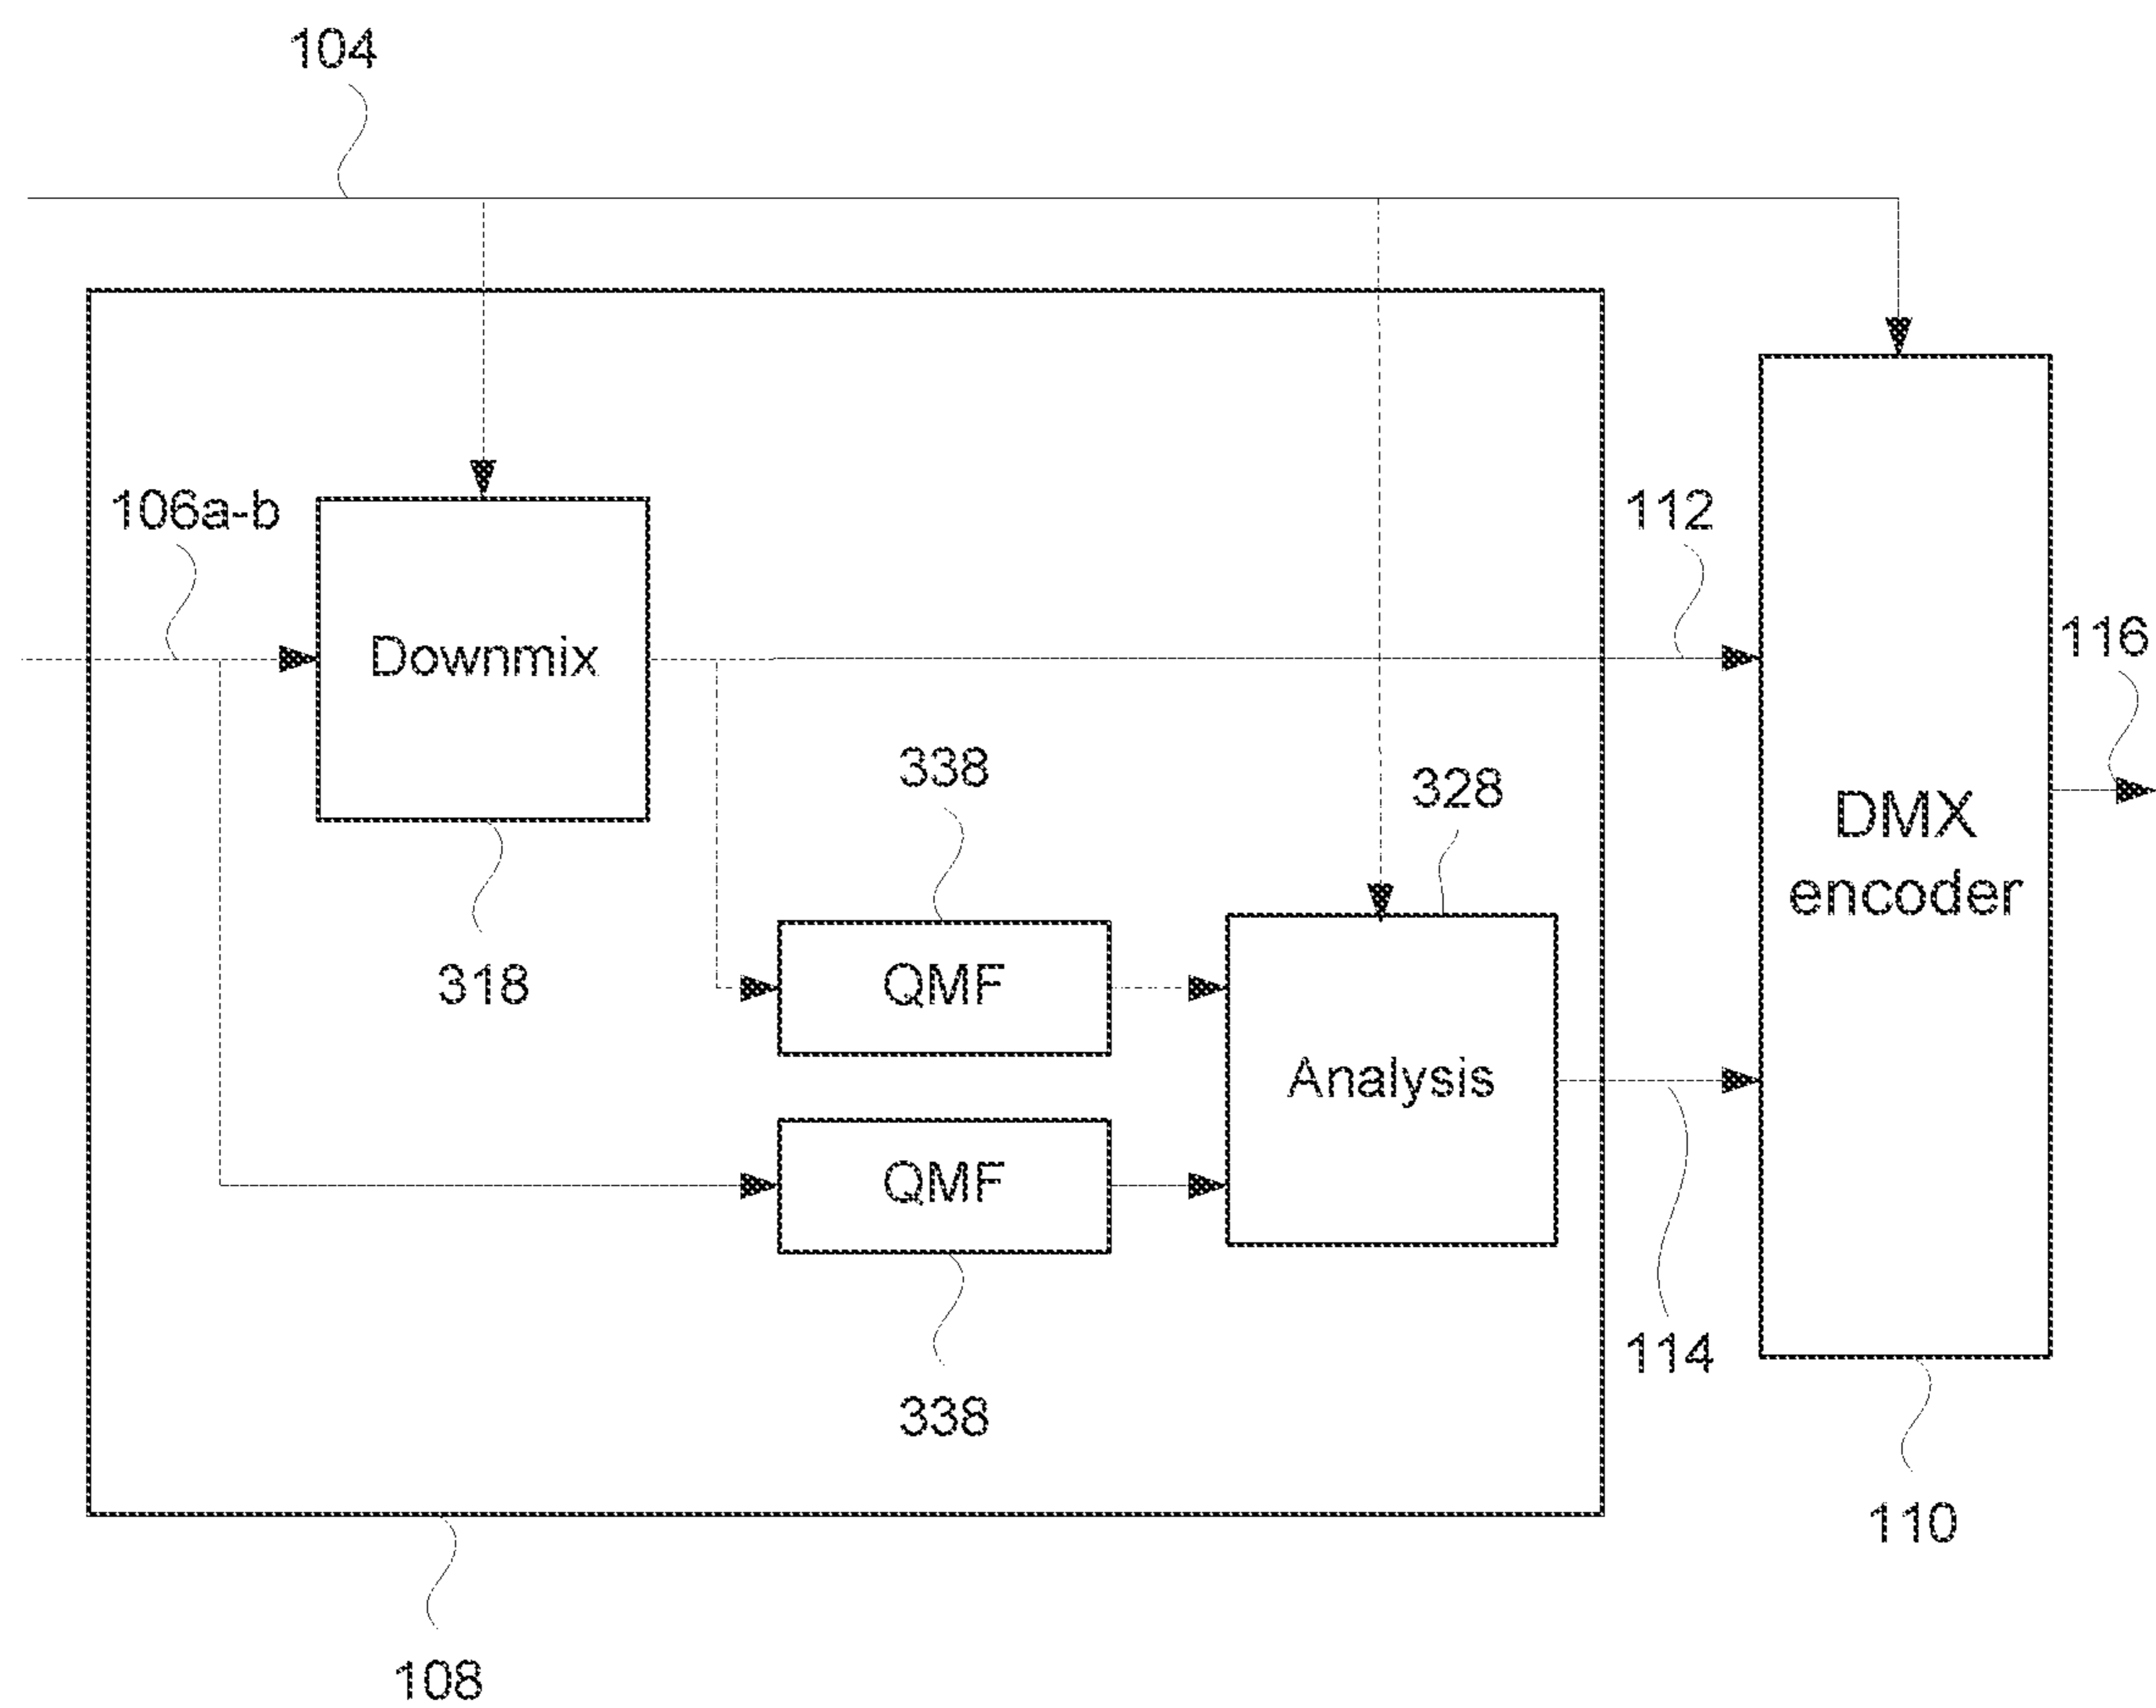 104
106a-b
112
Downmix
116
338
328
DMX
encoder
318
QMF
Analysis
QMF
114
338
110
108